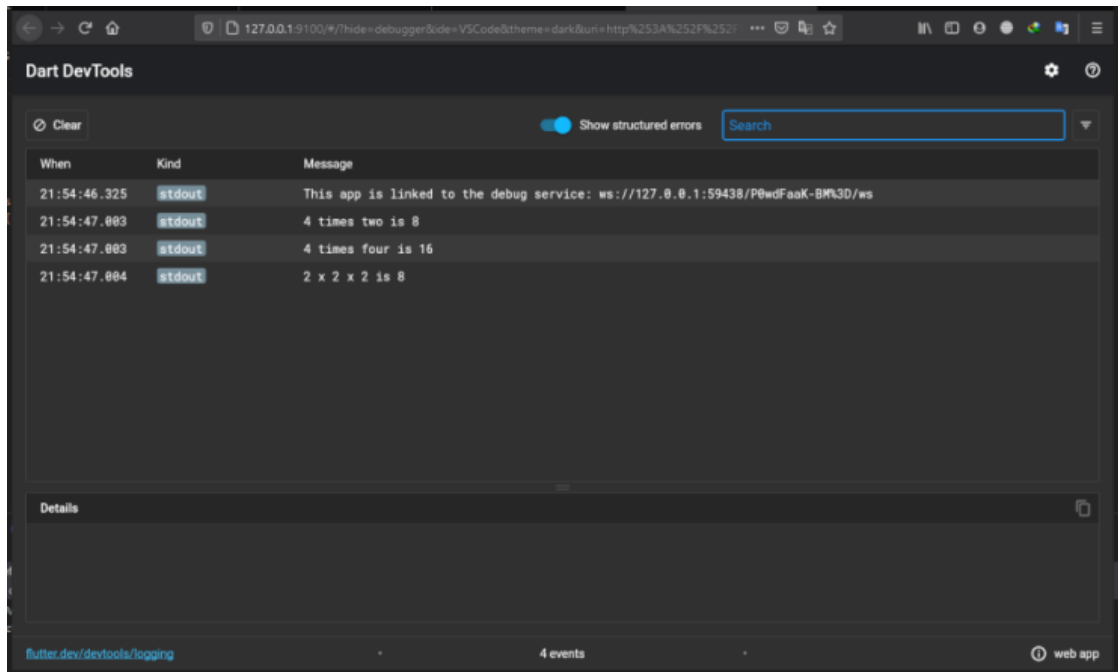 127.0.0.1:9100/#/?hide=debugger&ide=VSCode&theme=dark&uri=http%253A%252F%252F
Dart DevTools
Clear Show structured errors Search
When Kind Message
21:54:46.325 stdout This app is linked to the debug service: ws://127.0.0.1:59438/P0wdFaaK-BM%3D/ws
21:54:47.003 stdout 4 times two is 8
21:54:47.003 stdout 4 times four is 16
21:54:47.004 stdout 2 x 2 x 2 is 8
Details
flutter.dev/devtools/logging 4 events web app